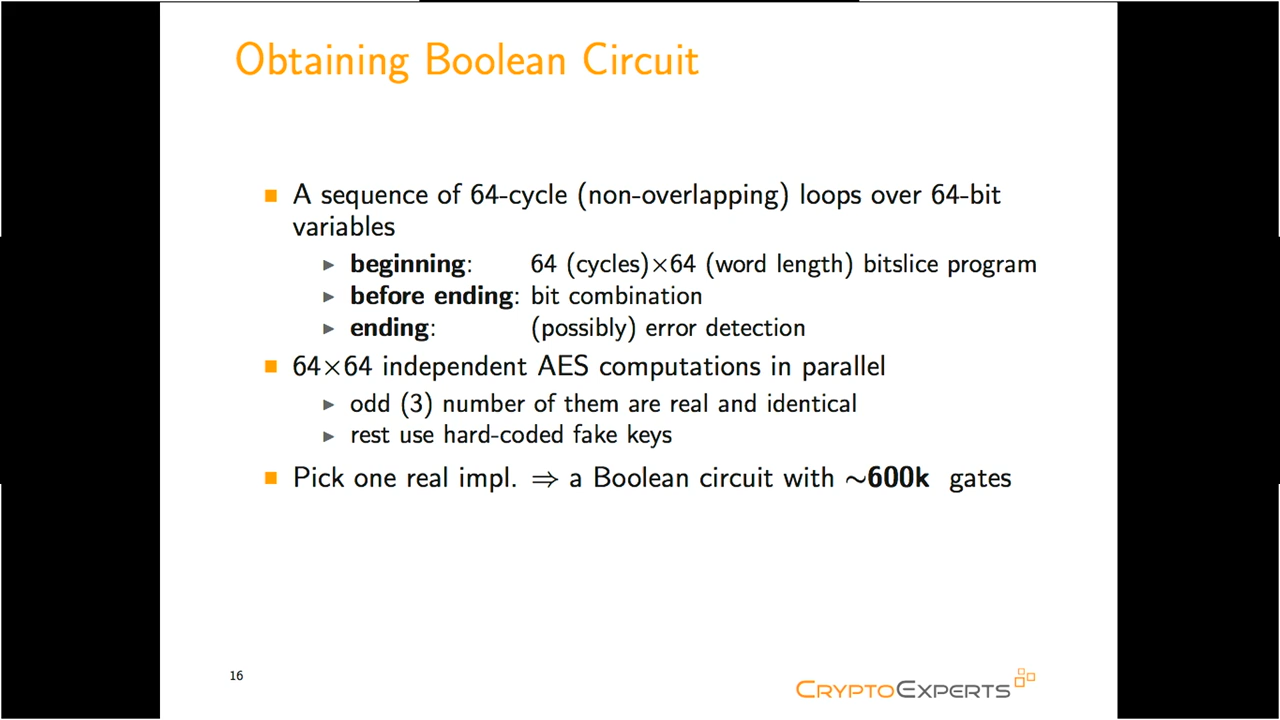 Obtaining Boolean Circuit
A sequence of 64-cycle (non-overlapping) loops over 64-bit
variables
beginning: 64 (cycles)×64 (word length) bitslice program
before ending: bit combination
ending: (possibly) error detection
64×64 independent AES computations in parallel
odd (3) number of them are real and identical
rest use hard-coded fake keys
Pick one real impl. ⇒ a Boolean circuit with ∼600k gates
16
CRYPTOEXPERTS